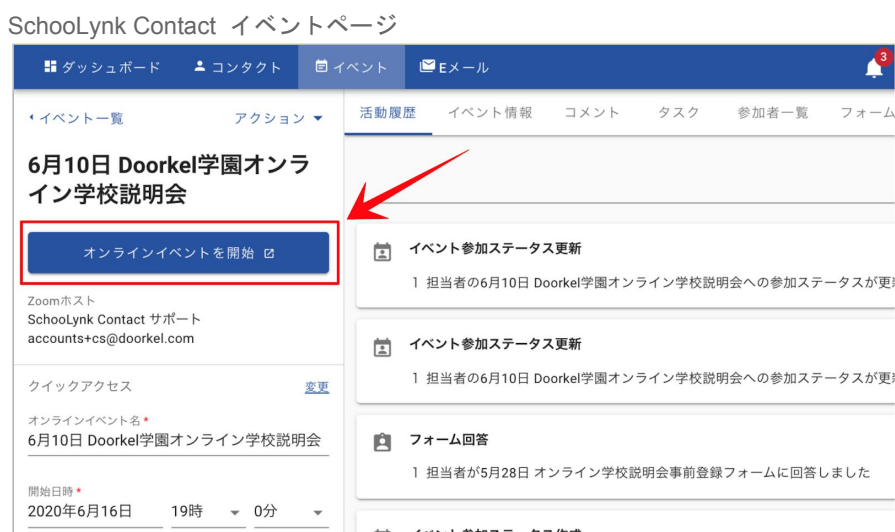 SchooLynk Contact イベントページ
ダッシュボード コンタクト イベント Eメール 3
イベント一覧 アクション
活動履歴 イベント情報 コメント タスク 参加者一覧 フォーム
6月10日 Doorkel学園オンラ
イン学校説明会
オンラインイベントを開始
Zoomホスト
SchooLynk Contact サポート
accounts+cs@doorkel.com
クイックアクセス 変更
オンラインイベント名 *
6月10日 Doorkel学園オンライン学校説明会
開始日時 *
2020年6月16日 19時 0分
イベント参加ステータス更新
1 担当者の6月10日 Doorkel学園オンライン学校説明会への参加ステータスが更
イベント参加ステータス更新
1 担当者の6月10日 Doorkel学園オンライン学校説明会への参加ステータスが更
フォーム回答
1 担当者が5月28日 オンライン学校説明会事前登録フォームに回答しました